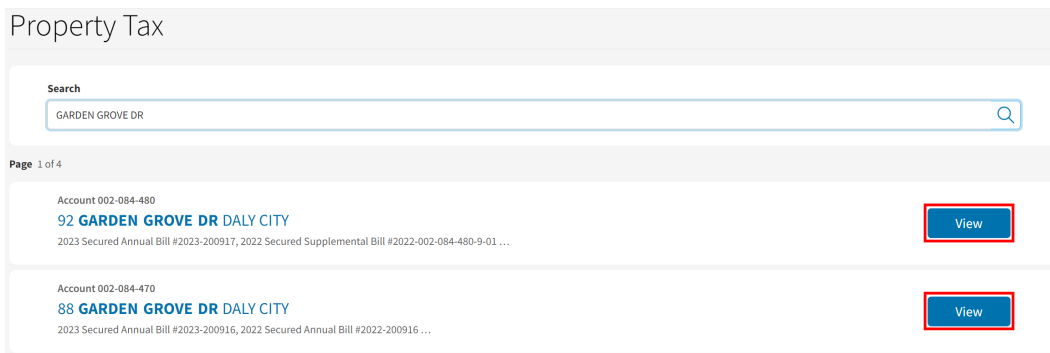 Property Tax
Search
GARDEN GROVE DR
Page 1 of 4
Account 002-084-480
92 GARDEN GROVE DR DALY CITY
2023 Secured Annual Bill #2023-200917, 2022 Secured Supplemental Bill #2022-002-084-480-9-01 ...
View
Account 002-084-470
88 GARDEN GROVE DR DALY CITY
2023 Secured Annual Bill #2023-200916, 2022 Secured Annual Bill #2022-200916 ...
View